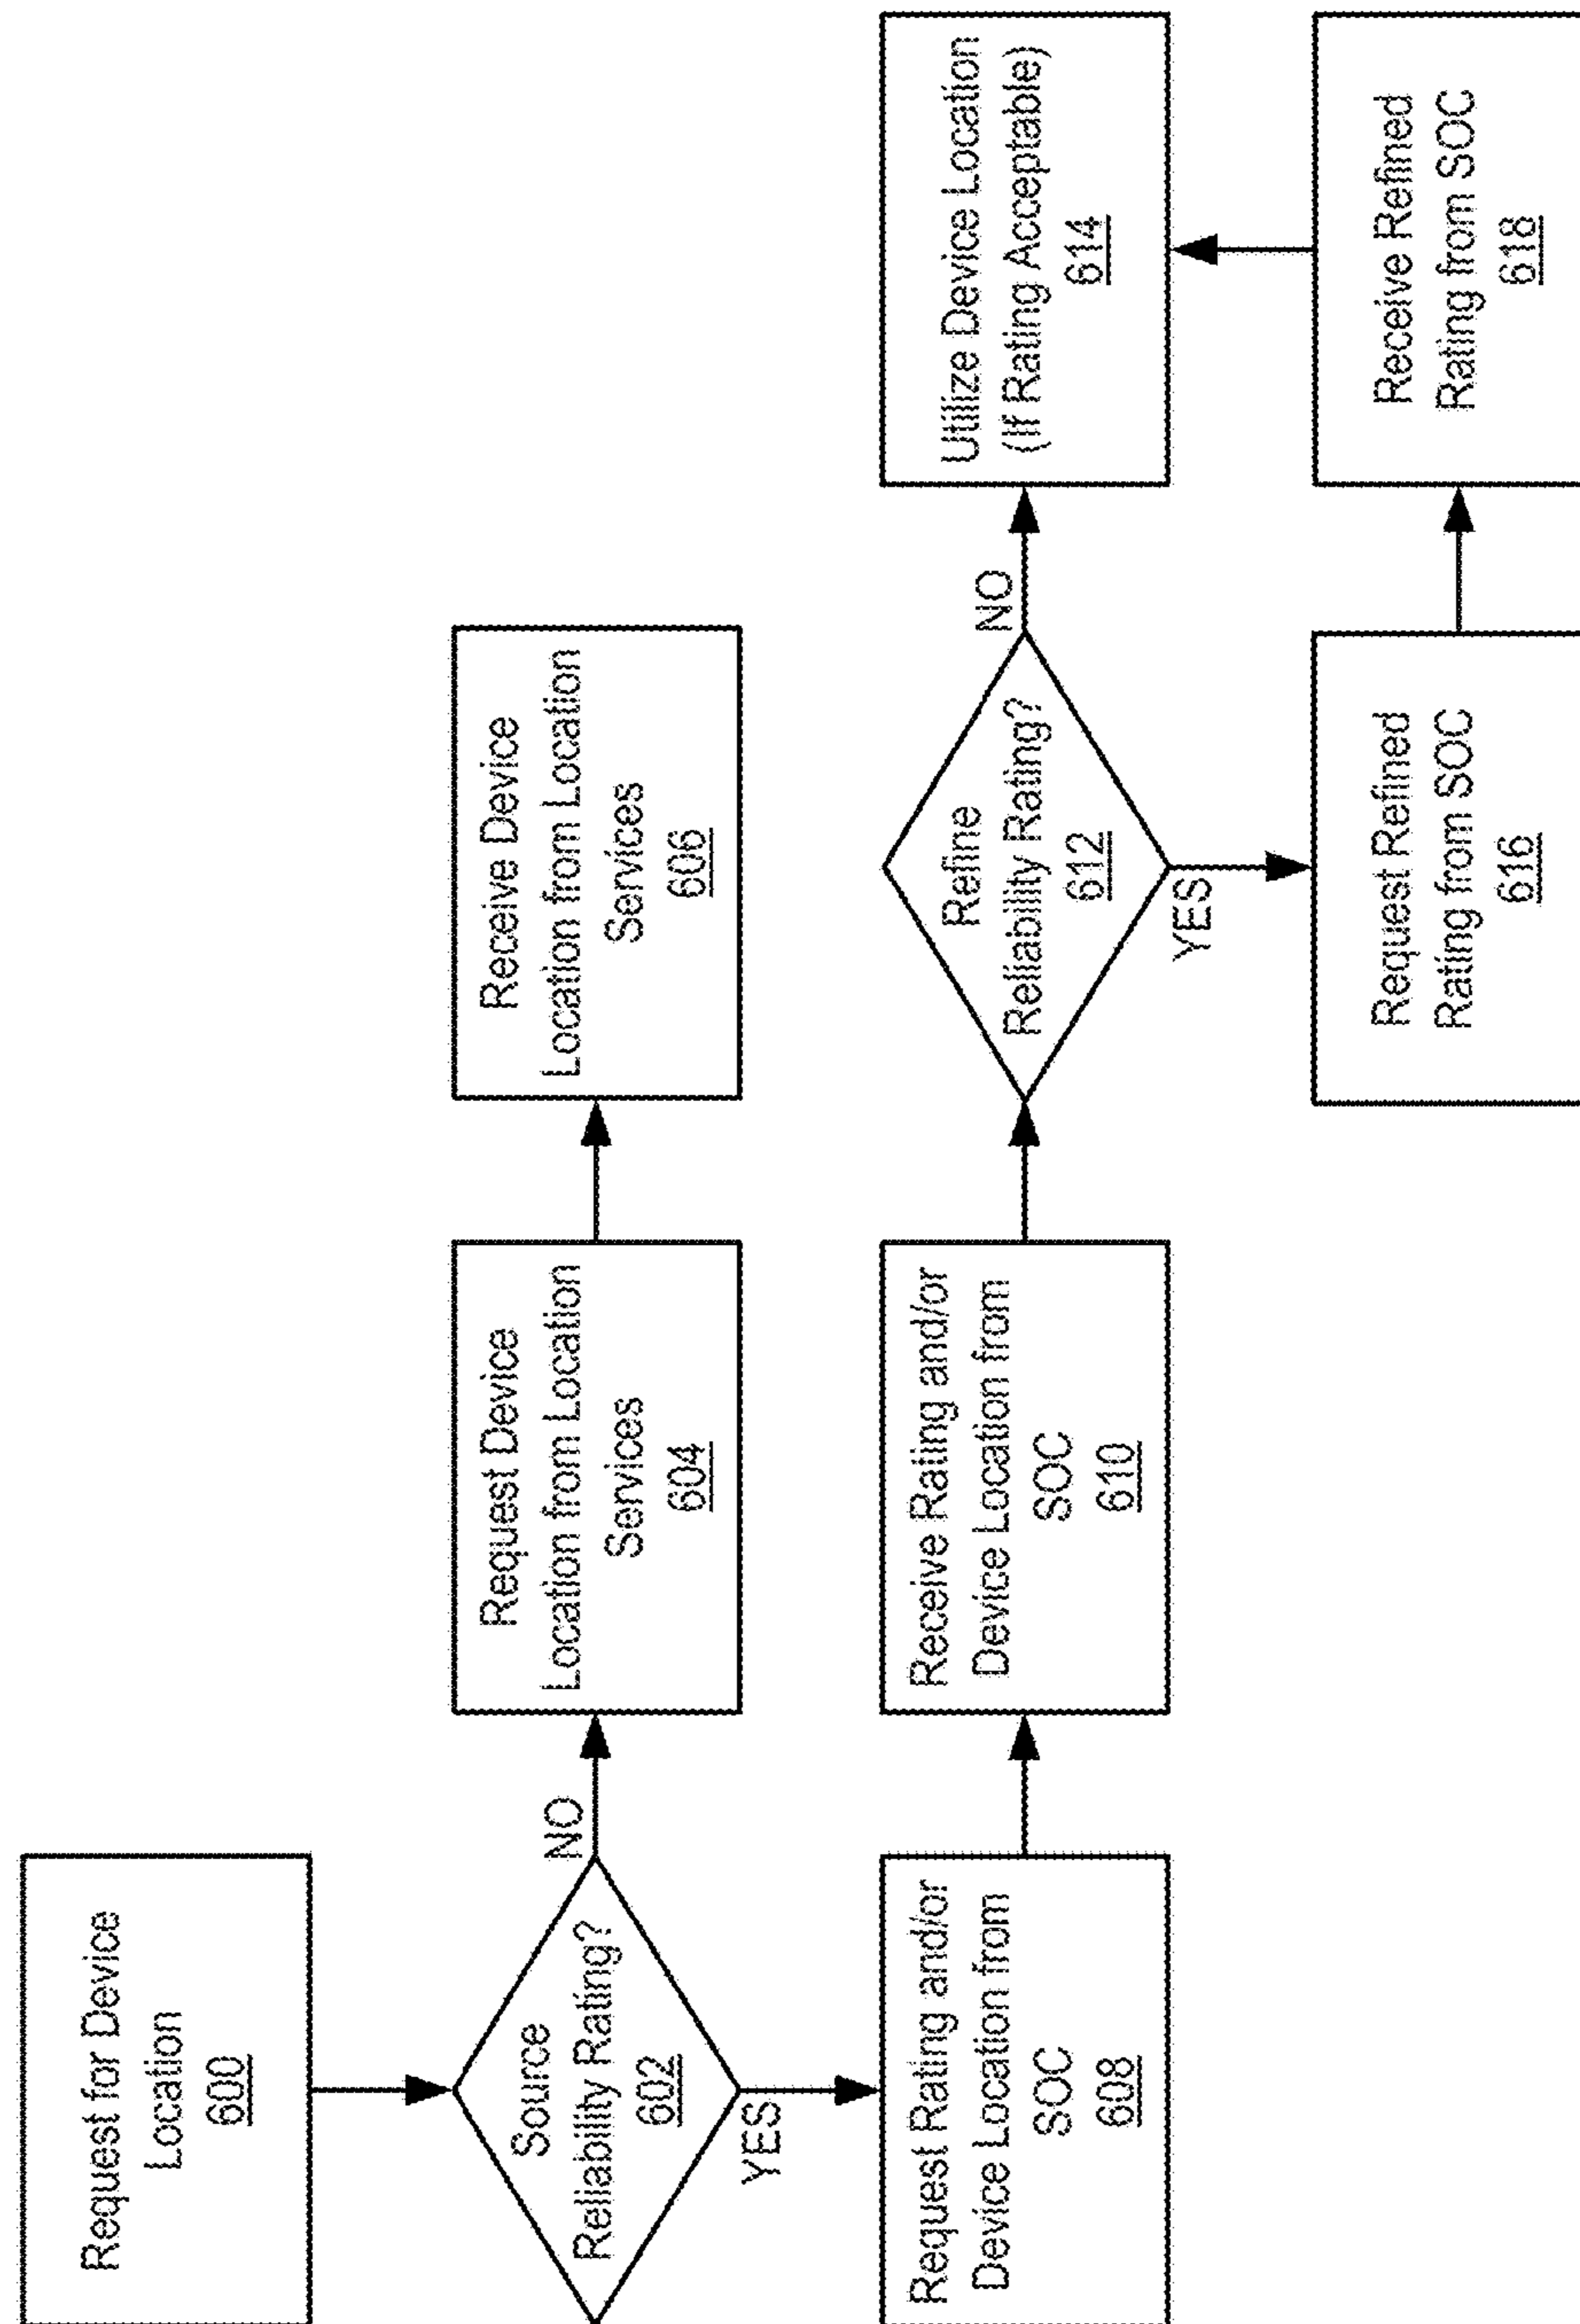 Request for Device
Location
600
Source
Reliability Rating?
602
NO
YES
Request Device
Location from Location
Services
604
Receive Device
Location from Location
Services
606
Request Rating and/or
Device Location from
SOC
608
Receive Rating and/or
Device Location from
SOC
610
Refine
Reliability Rating?
612
NO
YES
Utilize Device Location
(If Rating Acceptable)
614
Request Refined
Rating from SOC
616
Receive Refined
Rating from SOC
618